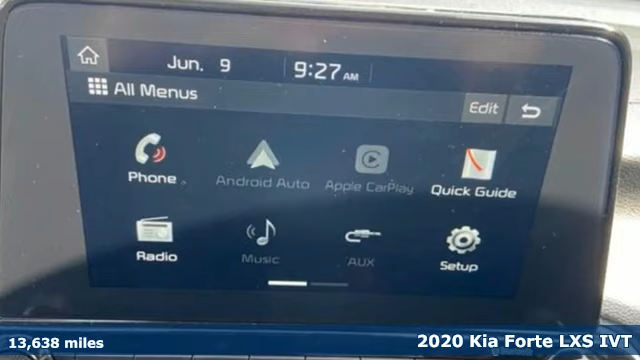 Jun. 9 9:27 AM
All Menus
Edit
Phone Android Auto Apple CarPlay Quick Guide
Radio Music AUX Setup
13,638 miles 2020 Kia Forte LXS IVT